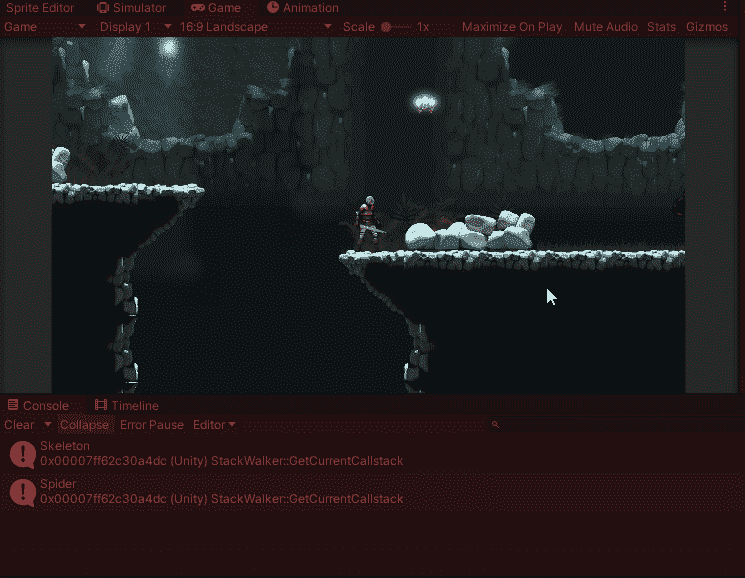 Sprite Editor Simulator Game Animation
Game Display 1 16:9 Landscape Scale 1x Maximize On Play Mute Audio Stats Gizmos
Console Timeline
Clear Collapse Error Pause Editor
Skeleton
0x00007ff62c30a4dc (Unity) StackWalker::GetCurrentCallstack
Spider
0x00007ff62c30a4dc (Unity) StackWalker::GetCurrentCallstack